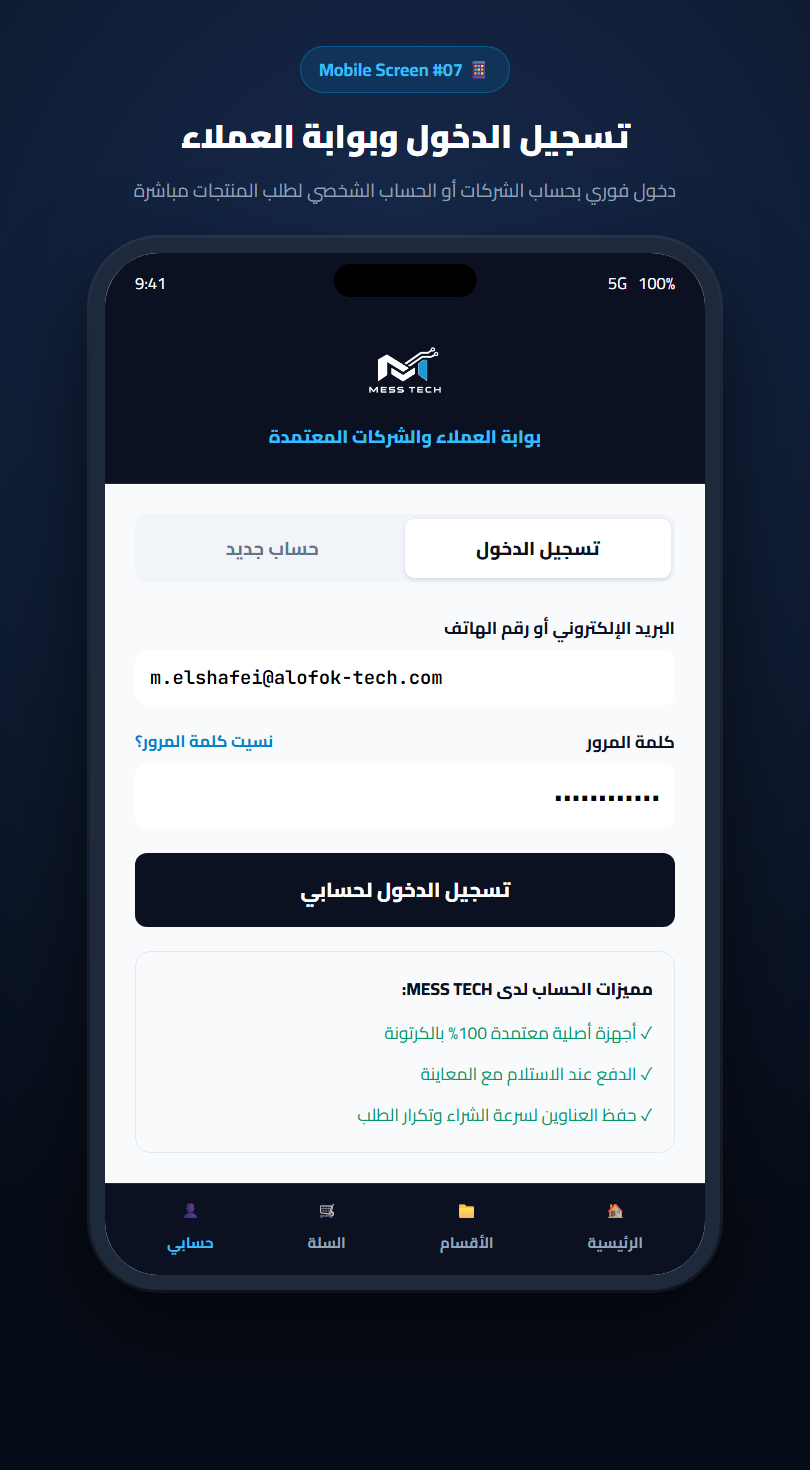 Mobile Screen #07
تسجيل الدخول وبوابة العملاء
دخول فوري بحساب الشركات أو الحساب الشخصي لطلب المنتجات مباشرة
9:41
5G 100%
MESS TECH
بوابة العملاء والشركات المعتمدة
تسجيل الدخول
حساب جديد
البريد الإلكتروني أو رقم الهاتف
m.elshafei@alofok-tech.com
كلمة المرور
نسيت كلمة المرور؟
••••••••••••
تسجيل الدخول لحسابي
مميزات الحساب لدى MESS TECH:
✓ أجهزة أصلية معتمدة 100% بالكرتونة
✓ الدفع عند الاستلام مع المعاينة
✓ حفظ العناوين لسرعة الشراء وتكرار الطلب
الرئيسية
الأقسام
السلة
حسابي